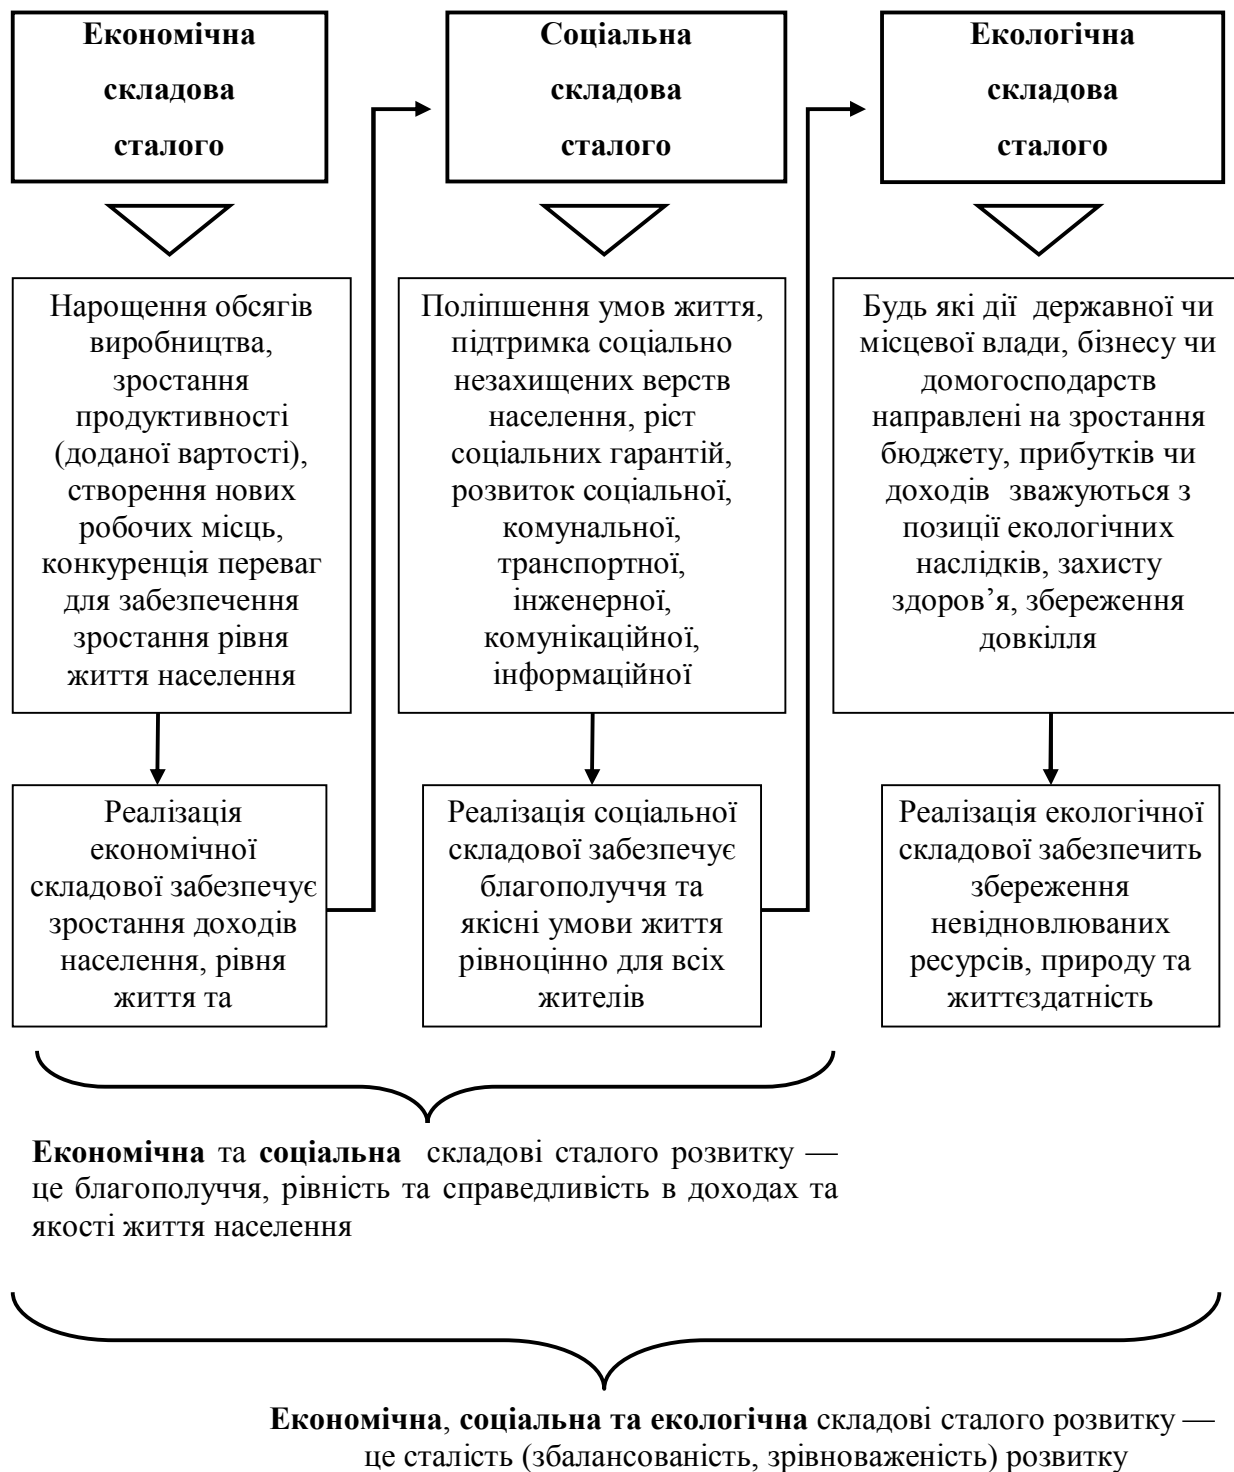 Економічна
складова
сталого
Соціальна
складова
сталого
Екологічна
складова
сталого
Нарощення обсягів
виробництва,
зростання
продуктивності
(доданої вартості),
створення нових
робочих місць,
конкуренція переваг
для забезпечення
зростання рівня
життя населення
Поліпшення умов життя,
підтримка соціально
незахищених верств
населення, ріст
соціальних гарантій,
розвиток соціальної,
комунальної,
транспортної,
інженерної,
комунікаційної,
інформаційної
Будь які дії  державної чи
місцевої влади, бізнесу чи
домогосподарств
направлені на зростання
бюджету, прибутків чи
доходів  зважуються з
позиції екологічних
наслідків, захисту
здоров’я, збереження
довкілля
Реалізація
економічної
складової забезпечує
зростання доходів
населення, рівня
життя та
Реалізація соціальної
складової забезпечує
благополуччя та
якісні умови життя
рівноцінно для всіх
жителів
Реалізація екологічної
складової забезпечить
збереження
невідновлюваних
ресурсів, природу та
життєздатність
Економічна та соціальна  складові сталого розвитку —
це благополуччя, рівність та справедливість в доходах та
якості життя населення
Економічна, соціальна та екологічна складові сталого розвитку —
це сталість (збалансованість, зрівноваженість) розвитку